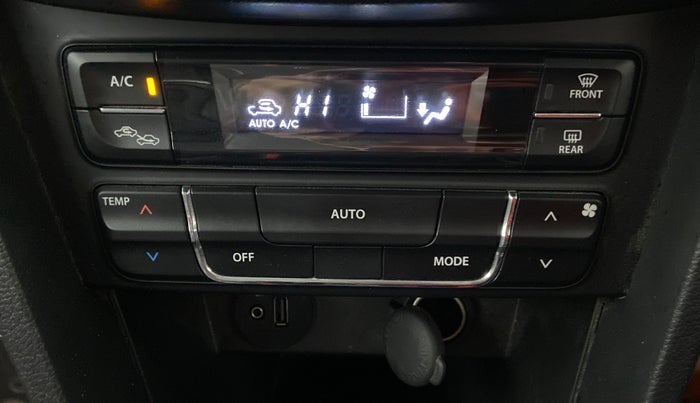 A/C
HI
AUTO A/C
FRONT
REAR
TEMP
AUTO
OFF
MODE